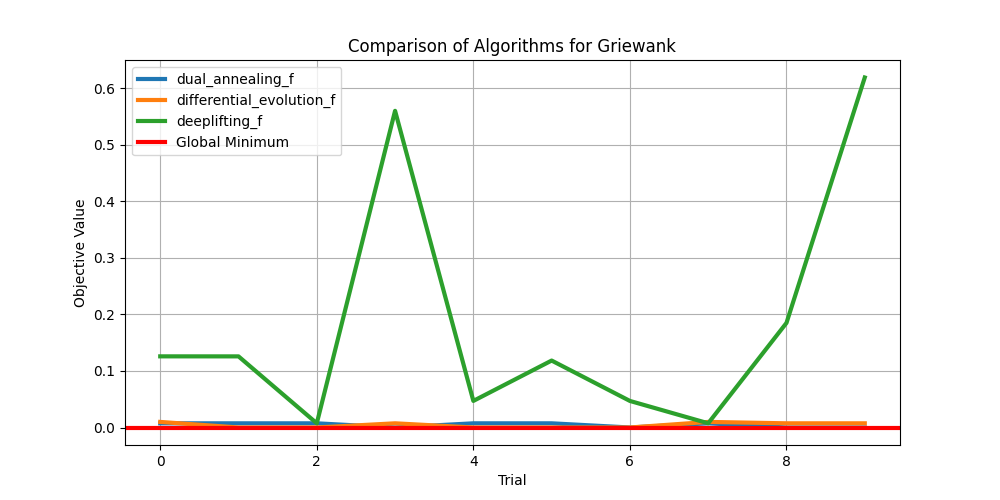 Comparison of Algorithms for Griewank
dual_annealing_f
differential_evolution_f
deeplifting_f
Global Minimum
Objective Value
0.6
0.5
0.4
0.3
0.2
0.1
0.0
0 2 4 6 8
Trial